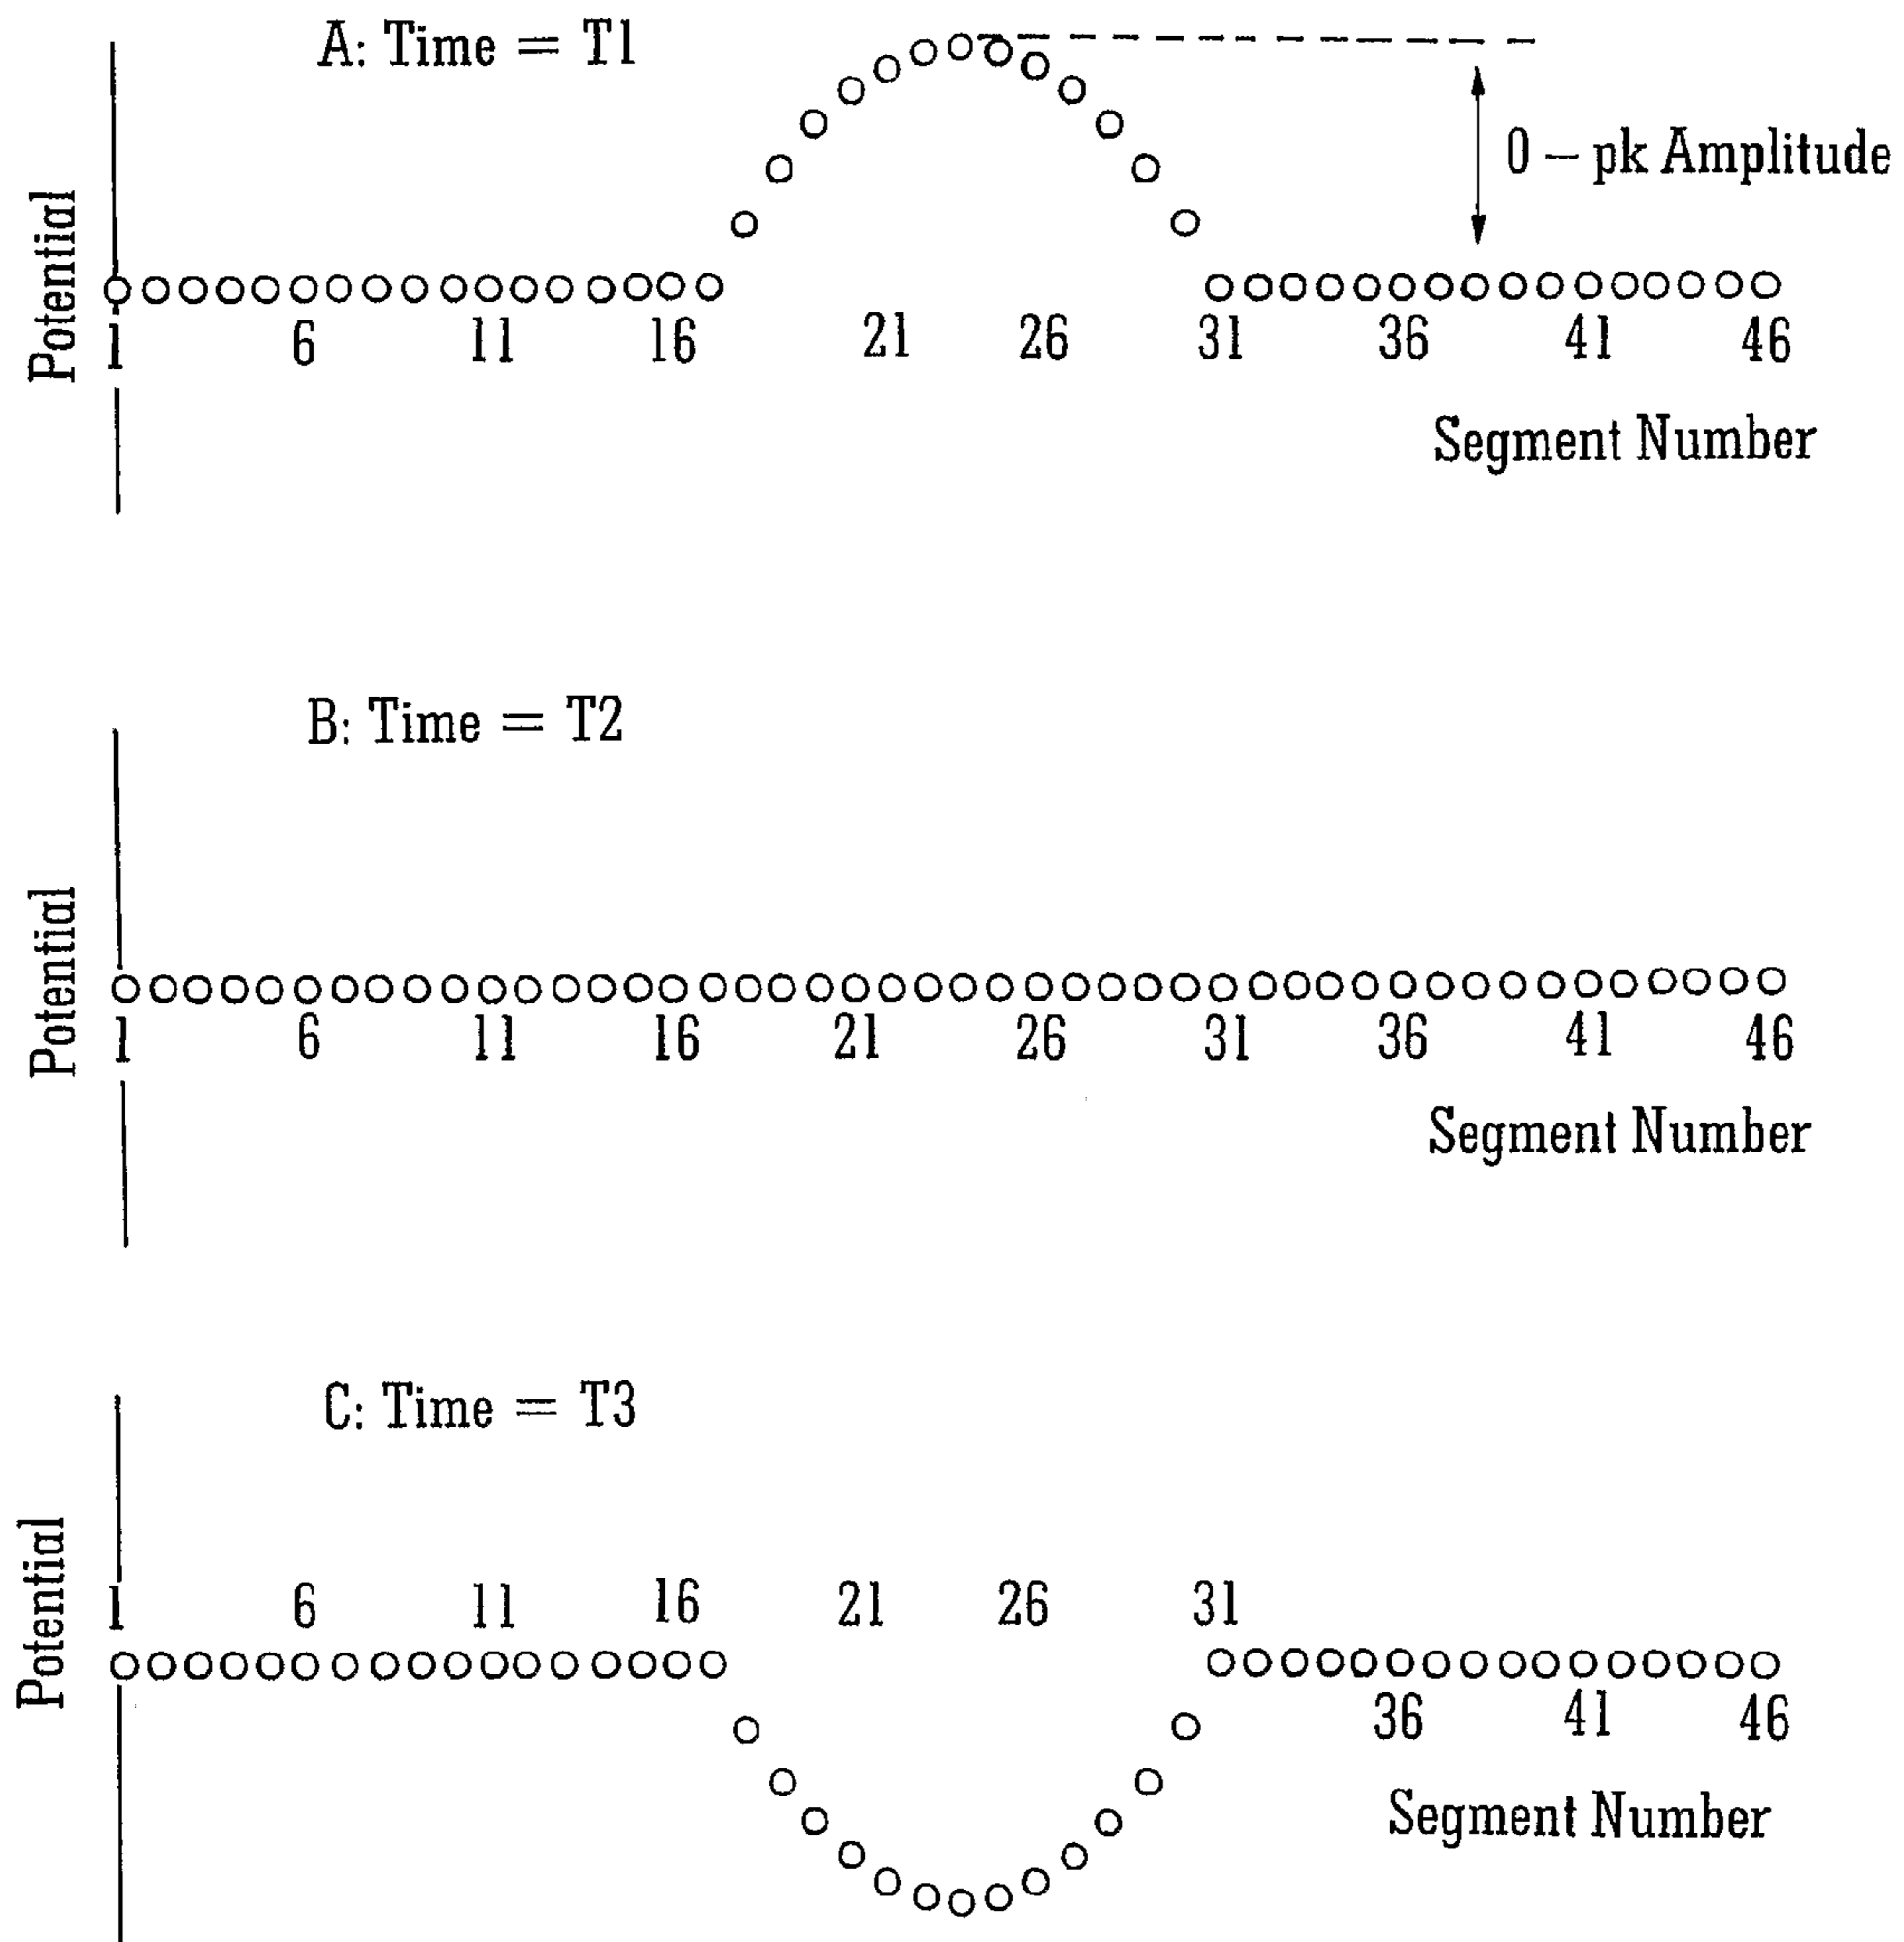 A: Time = T1
0 – pk Amplitude
Potential
1 6 11 16 21 26 31 36 41 46
Segment Number
B: Time = T2
Potential
1 6 11 16 21 26 31 36 41 46
Segment Number
C: Time = T3
Potential
1 6 11 16 21 26 31
36 41 46
Segment Number